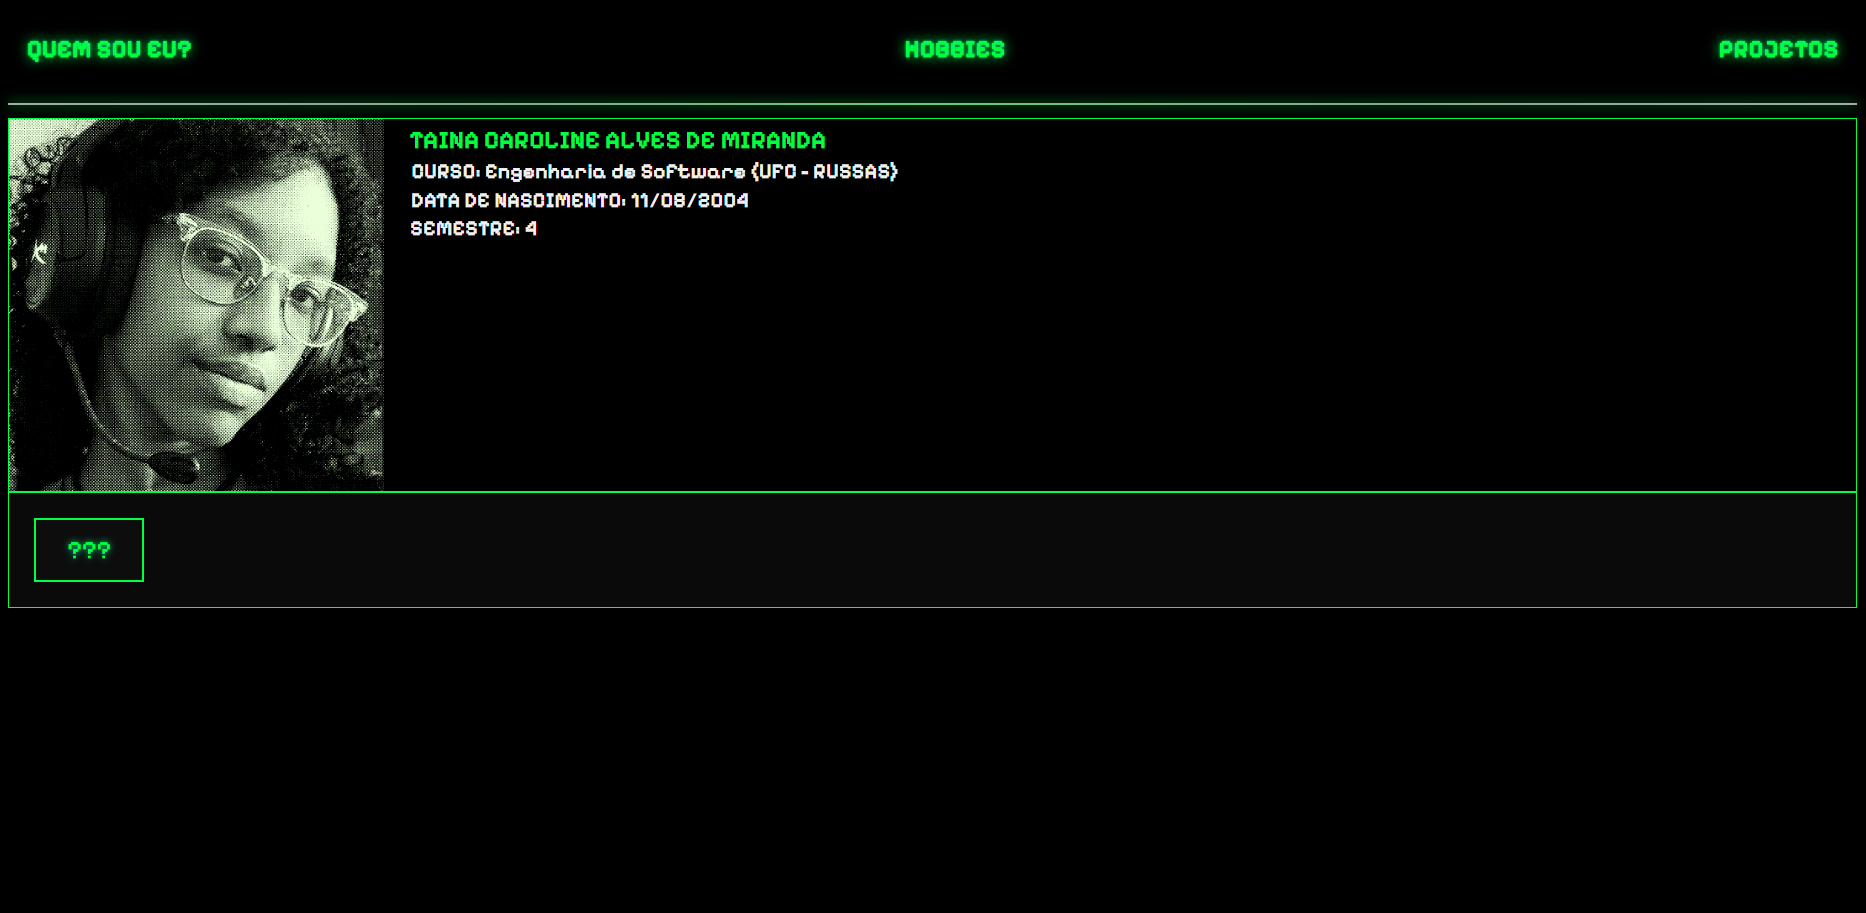 QUEM SOU EU?
HOBBIES
PROJETOS
TAINA CAROLINE ALVES DE MIRANDA
CURSO: Engenharia de Software (UFC - RUSSAS)
DATA DE NASCIMENTO: 11/08/2004
SEMESTRE: 4
???